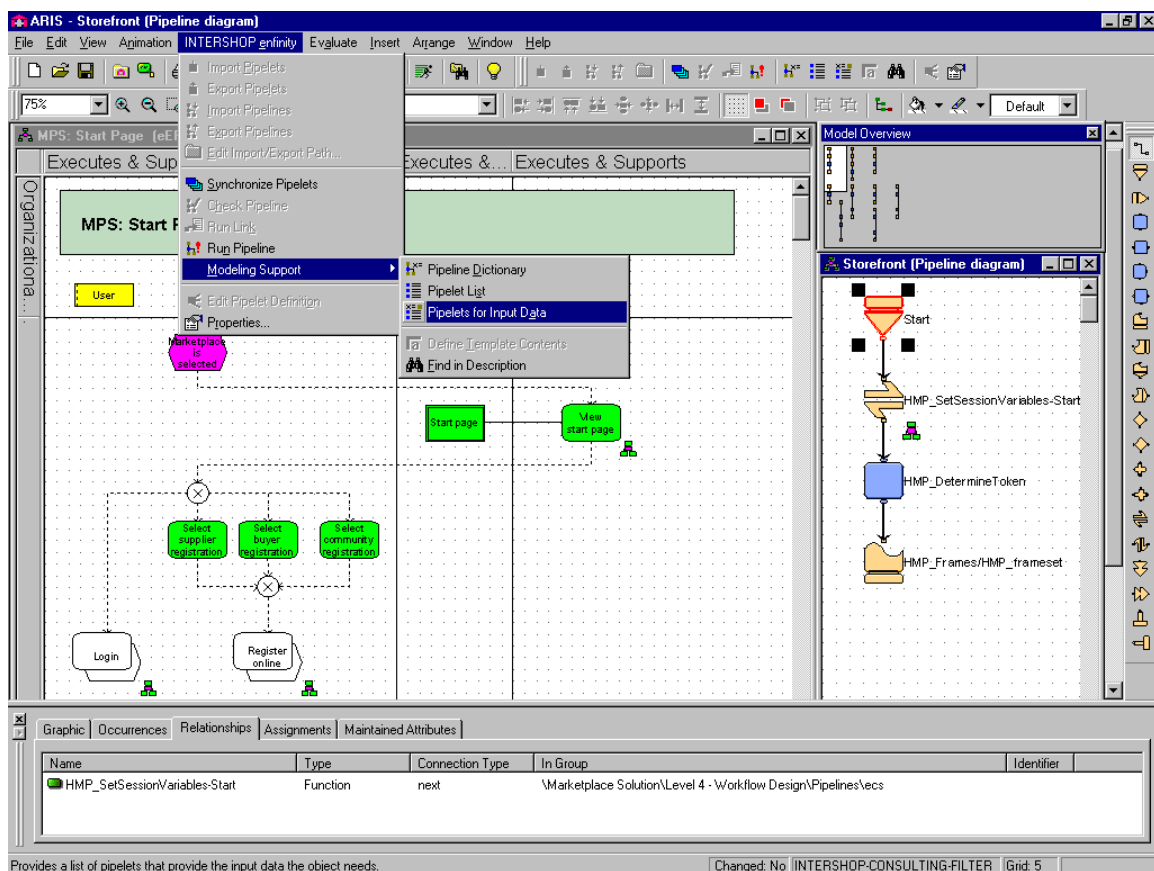 ARIS - Storefront (Pipeline diagram)
File Edit View Animation INTERSHOP enfinity Evaluate Insert Arrange Window Help
Import Pipelets
Export Pipelets
Import Pipelines
Export Pipelines
Edit Import/Export Path...
Synchronize Pipelets
Check Pipeline
Run Link
Run Pipeline
Modeling Support
Edit Pipelet Definition
Properties...
Pipeline Dictionary
Pipelet List
Pipelets for Input Data
Define Template Contents
Find in Description
75%
Default
MPS: Start Page (eE
Executes & Sup
Executes &...
Executes & Supports
Organizationa...
MPS: Start
User
Marketplace
is
selected
Start page
View
start page
Select
supplier
registration
Select
buyer
registration
Select
community
registration
Login
Register
online
Model Overview
Storefront (Pipeline diagram)
Start
HMP_SetSessionVariables-Start
HMP_DetermineToken
HMP_Frames/HMP_frameset
Graphic Occurrences Relationships Assignments Maintained Attributes
Name Type Connection Type In Group Identifier
HMP_SetSessionVariables-Start Function next \Marketplace Solution\Level 4 - Workflow Design\Pipelines\ecs
Provides a list of pipelets that provide the input data the object needs.
Changed: No INTERSHOP-CONSULTING-FILTER Grid: 5